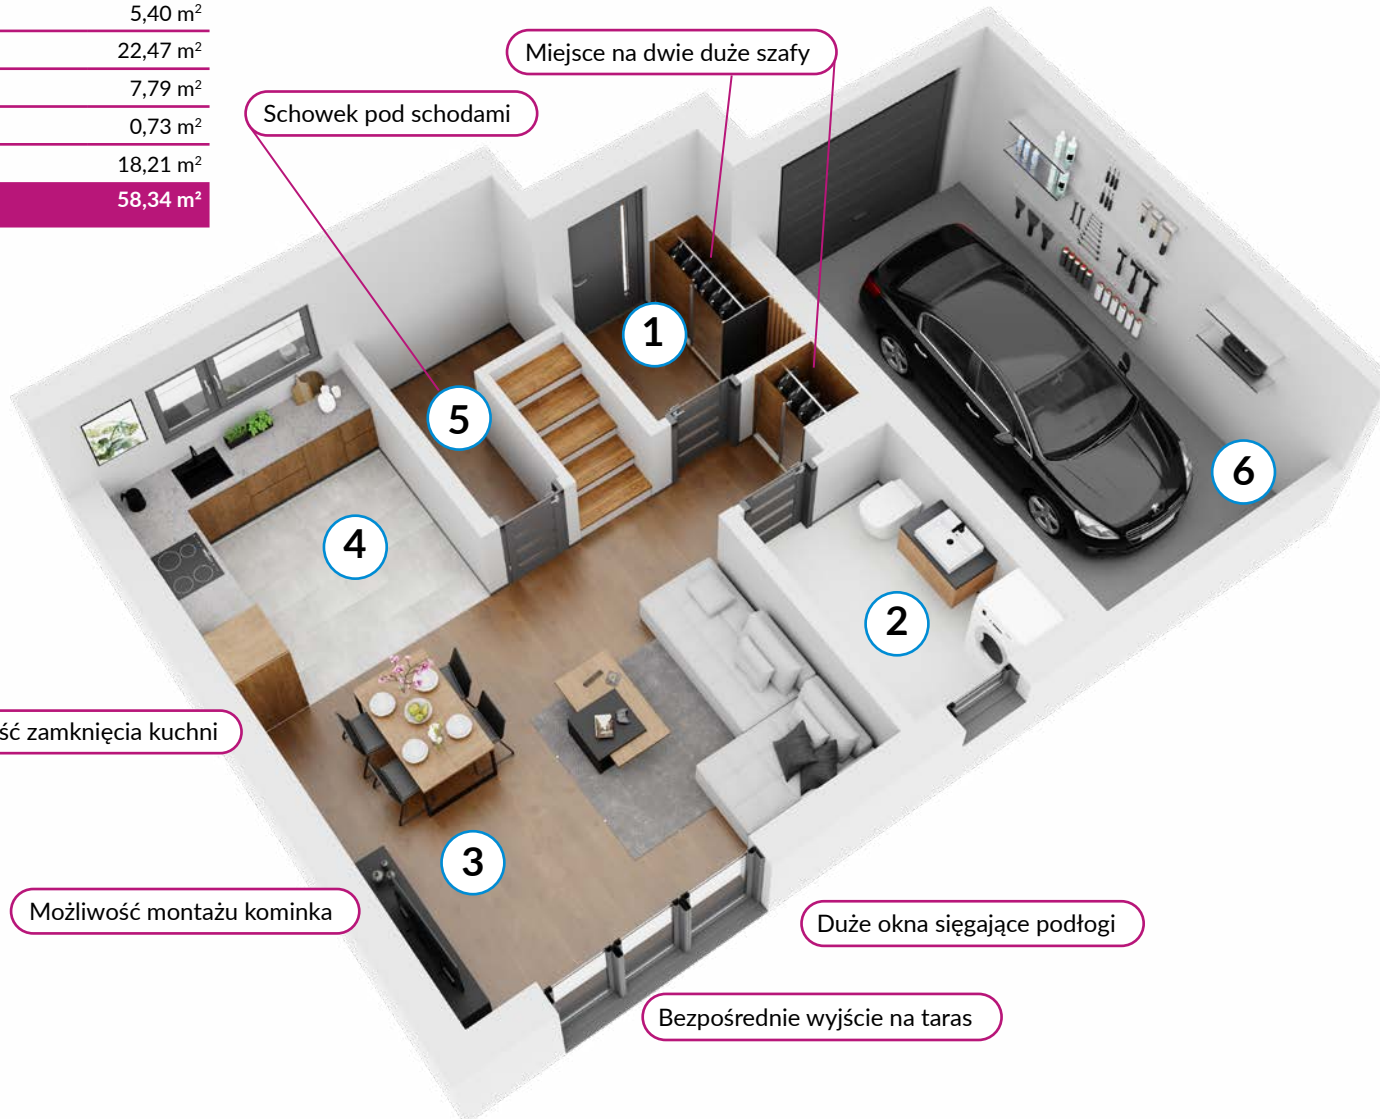 5,40 m²
22,47 m²
7,79 m²
0,73 m²
18,21 m²
58,34 m²
Miejsce na dwie duże szafy
Schowek pod schodami
1
5
6
4
2
ść zamknięcia kuchni
3
Możliwość montażu kominka
Duże okna sięgające podłogi
Bezpośrednie wyjście na taras